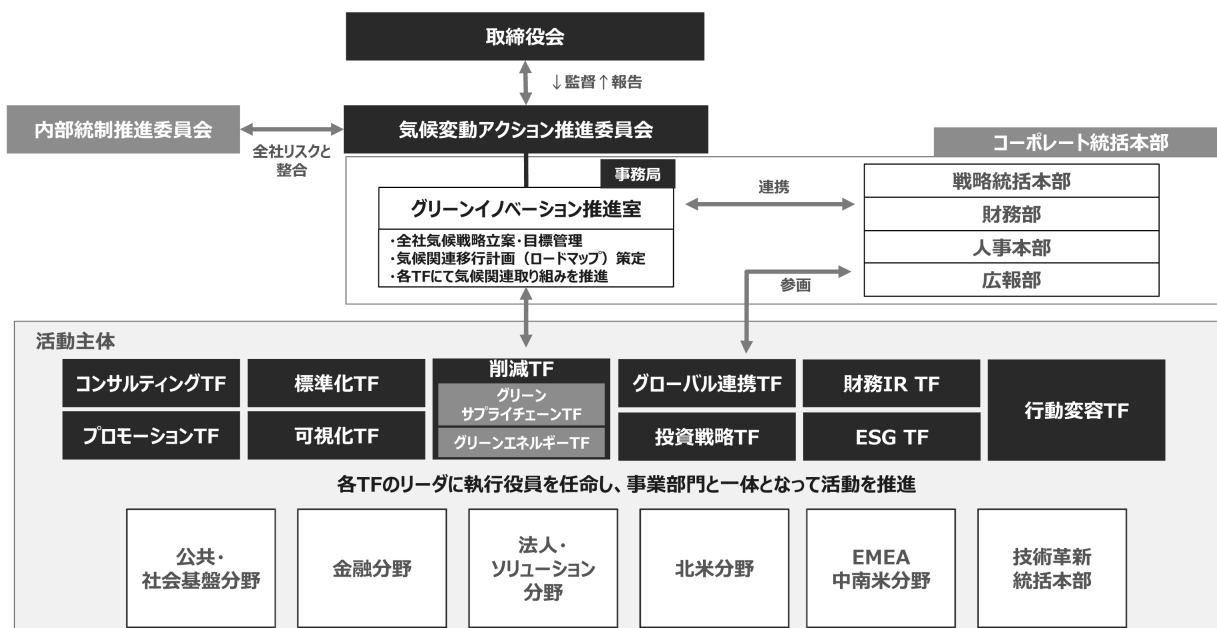 取締役会
↓監督↑報告
内部統制推進委員会
気候変動アクション推進委員会
全社リスクと
整合
コーポレート統括本部
事務局
グリーンイノベーション推進室
・全社気候戦略立案・目標管理
・気候関連移行計画（ロードマップ）策定
・各TFにて気候関連取り組みを推進
連携
戦略統括本部
財務部
人事本部
広報部
参画
活動主体
コンサルティングTF
標準化TF
削減TF
グリーン
サプライチェーンTF
グリーンエネルギーTF
グローバル連携TF
財務IR TF
行動変容TF
プロモーションTF
可視化TF
投資戦略TF
ESG TF
各TFのリーダに執行役員を任命し、事業部門と一体となって活動を推進
公共・
社会基盤分野
金融分野
法人・
ソリューション
分野
北米分野
EMEA
中南米分野
技術革新
統括本部